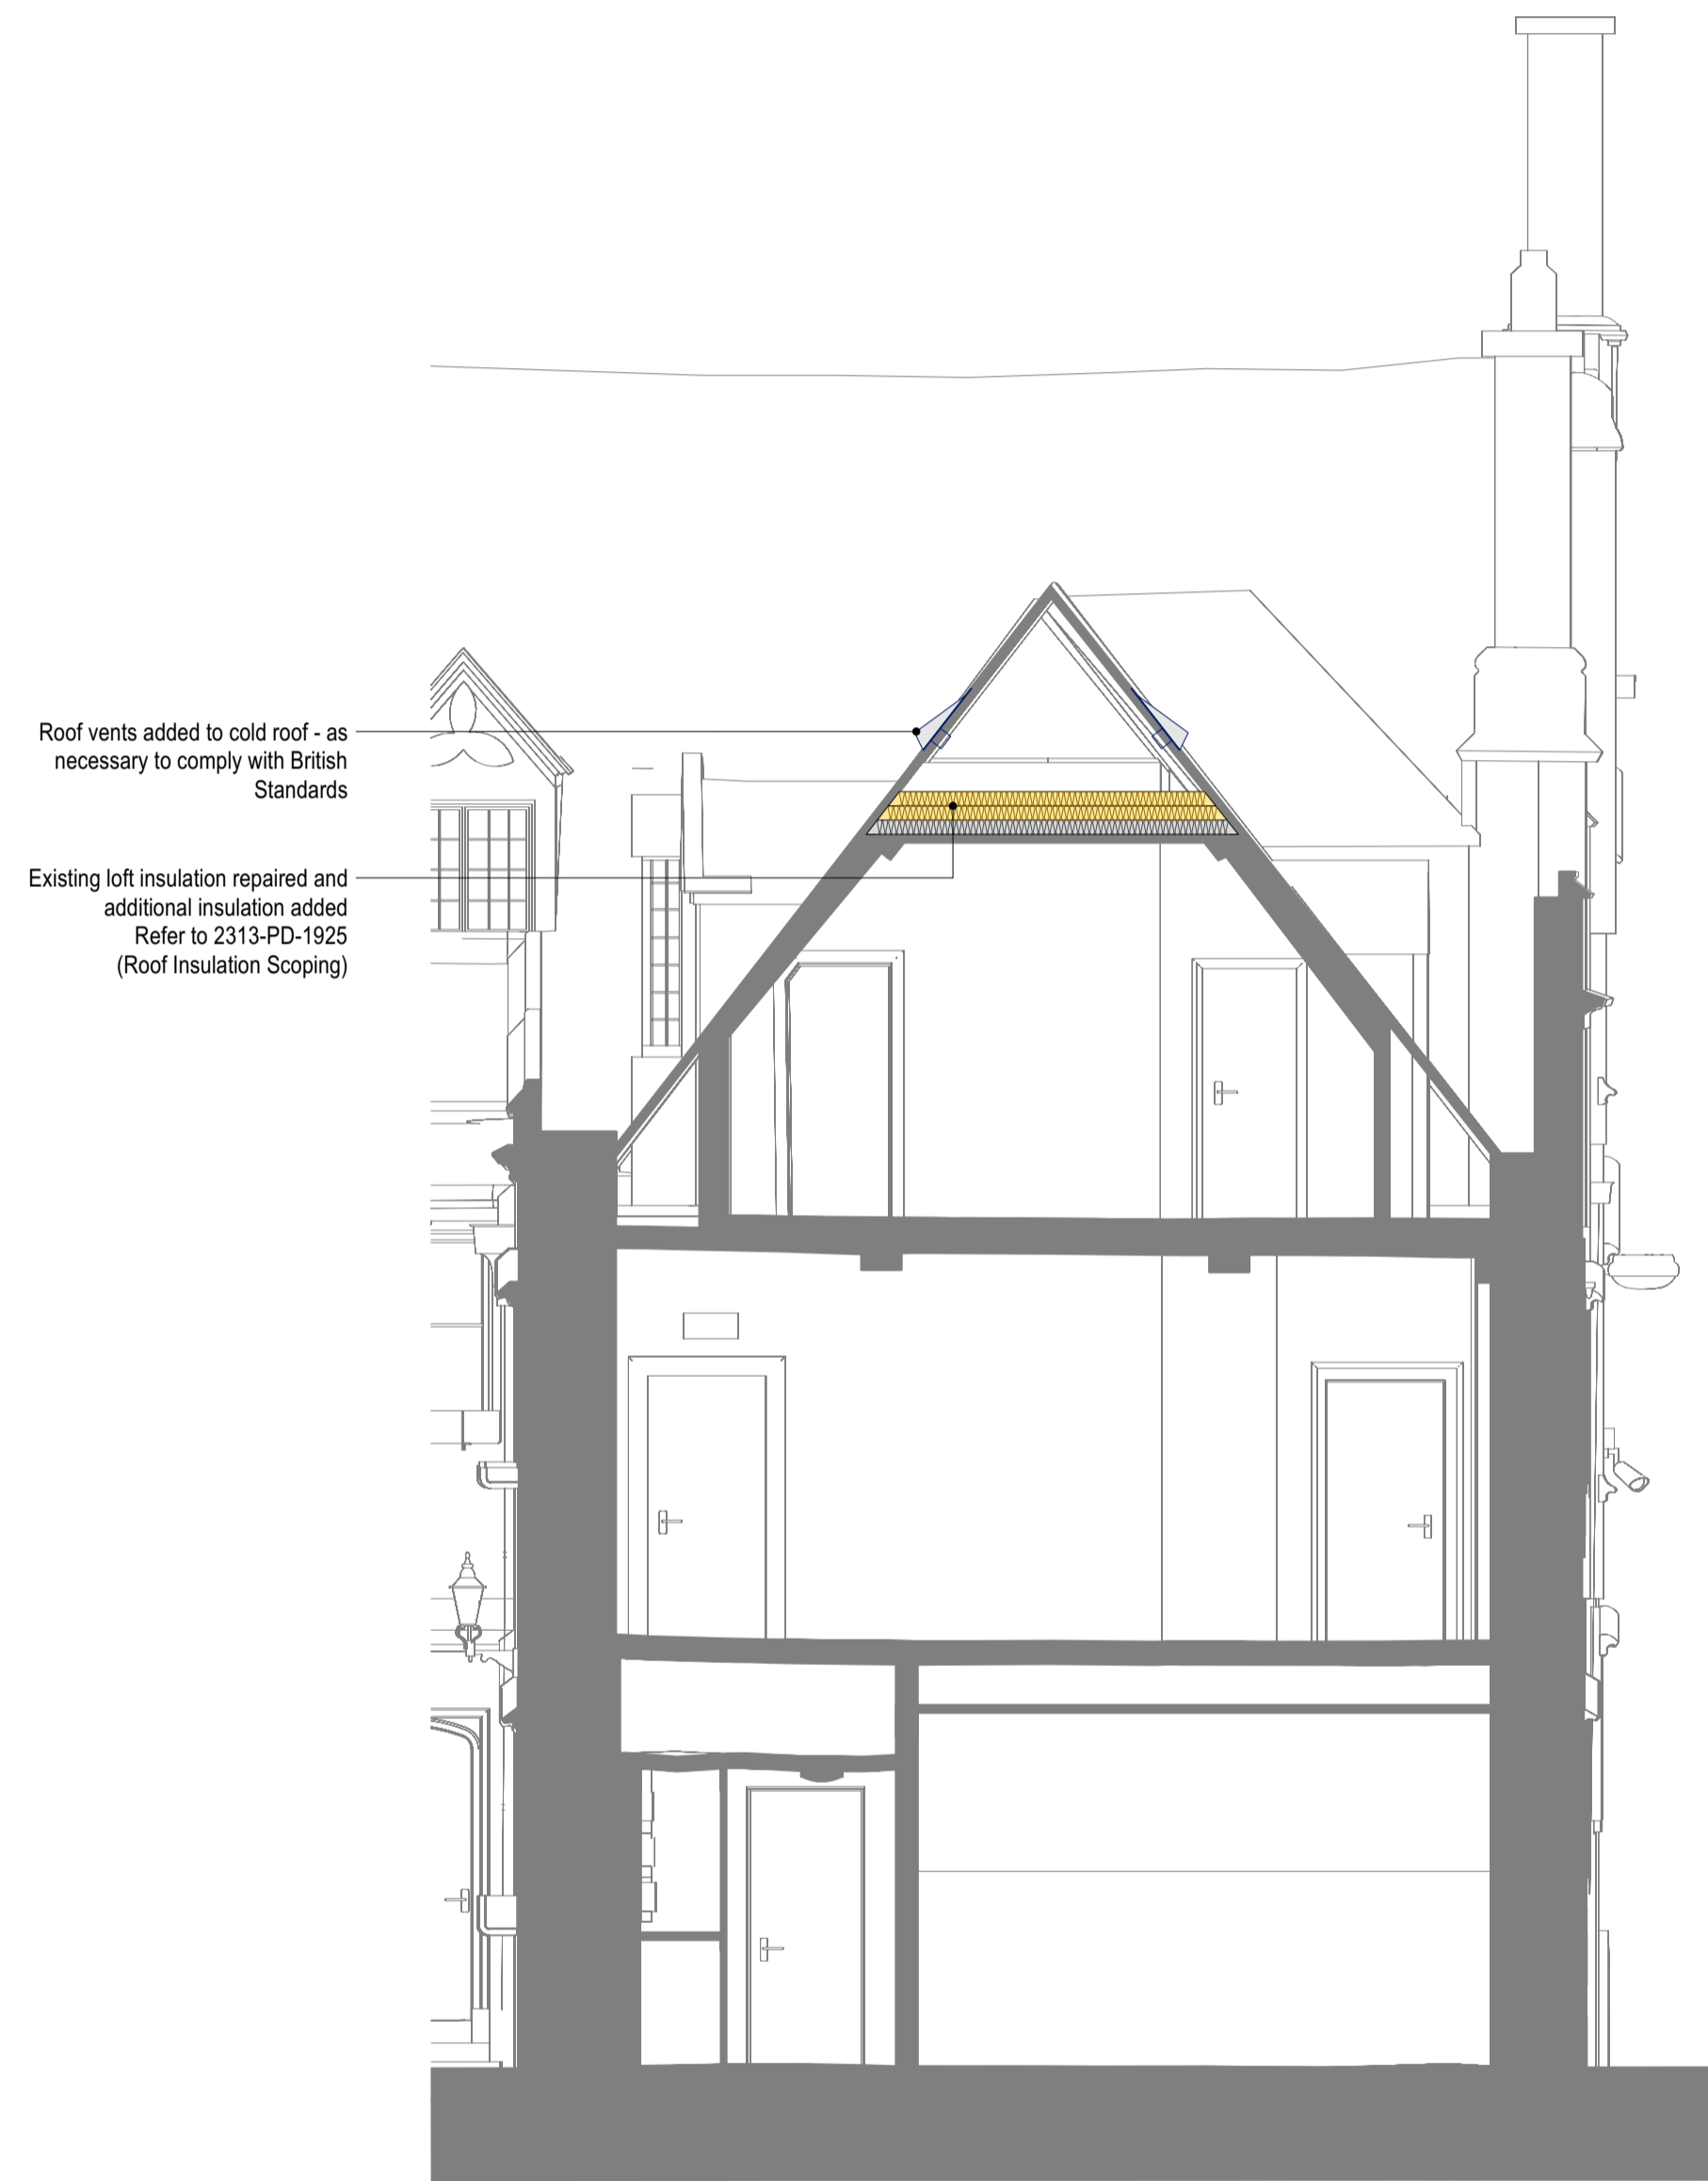 Roof vents added to cold roof - as
necessary to comply with British
Standards
Existing loft insulation repaired and
additional insulation added
Refer to 2313-PD-1925
(Roof Insulation Scoping)